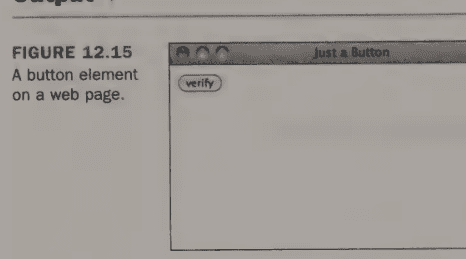 Output
FIGURE 12.15
A button element
on a web page.
Just a Button
verify